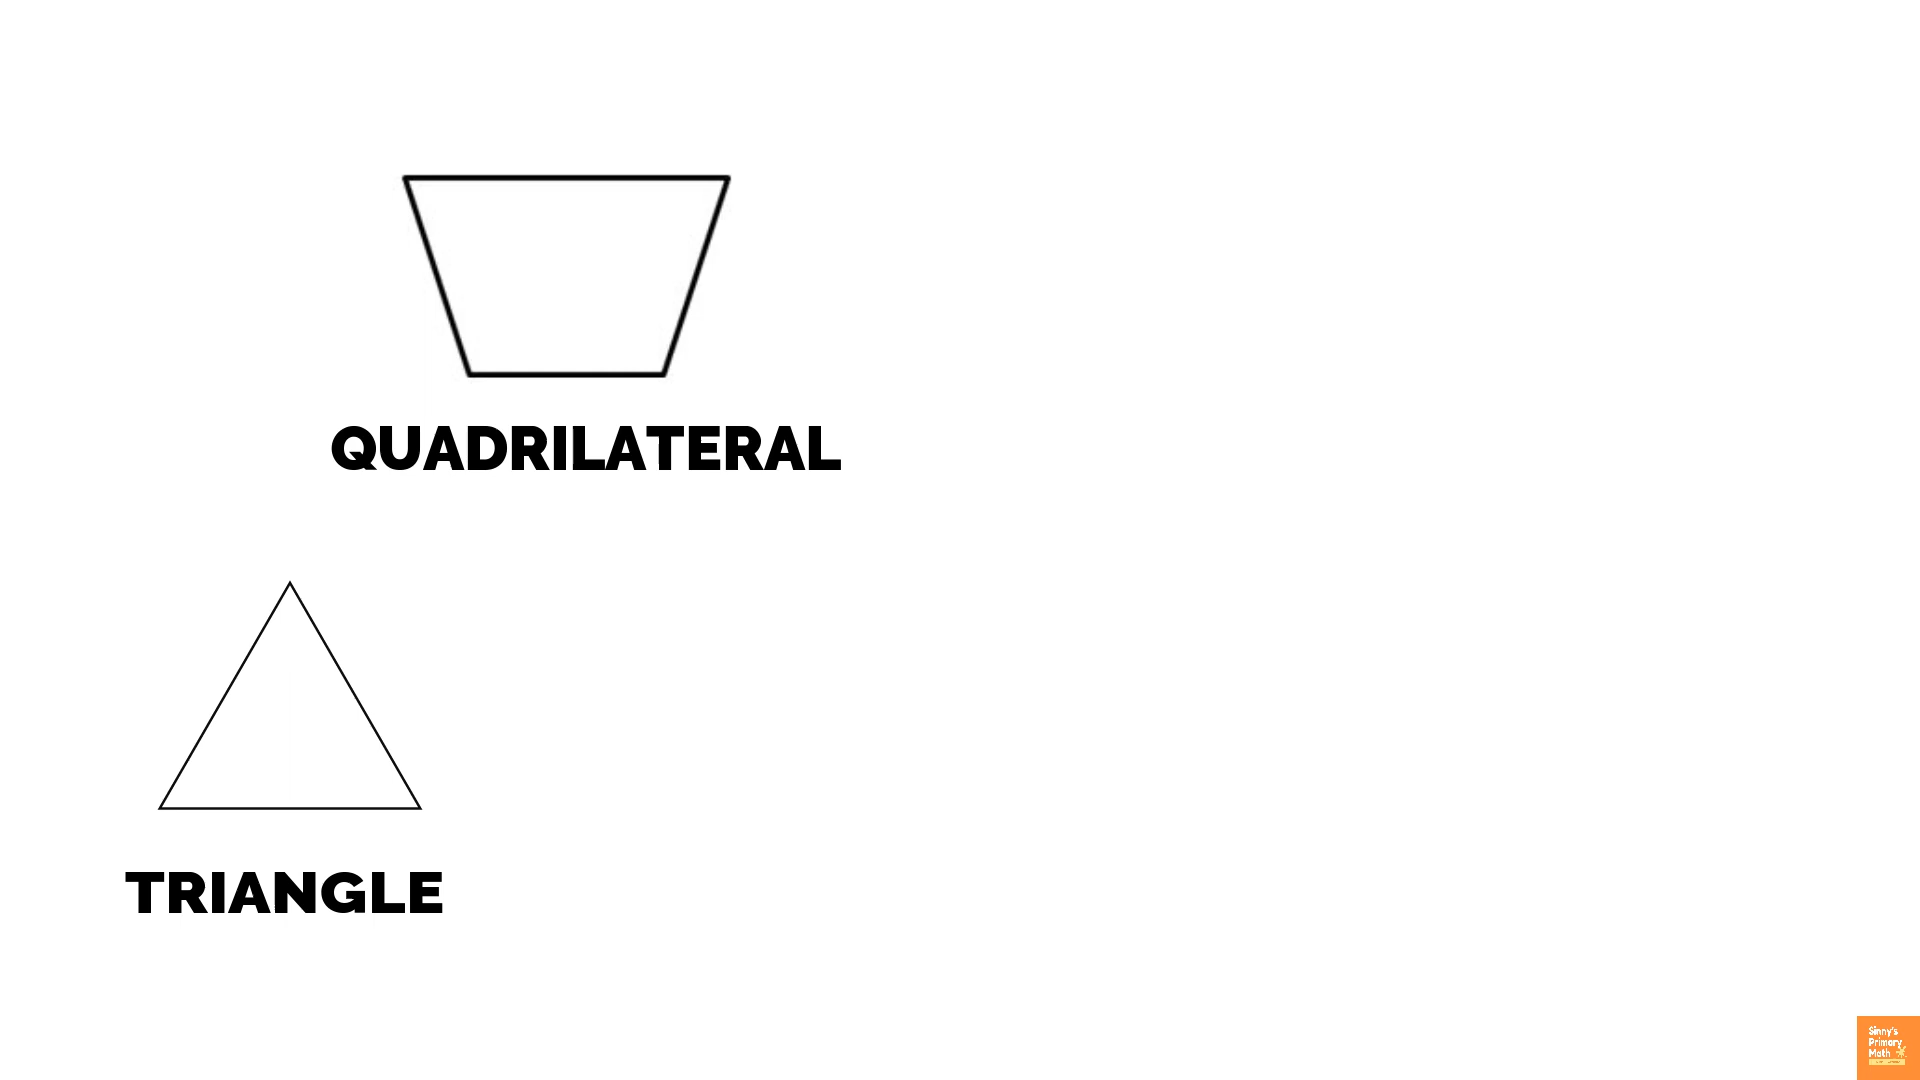 QUADRILATERAL
TRIANGLE
Sinny's
Primary
Math